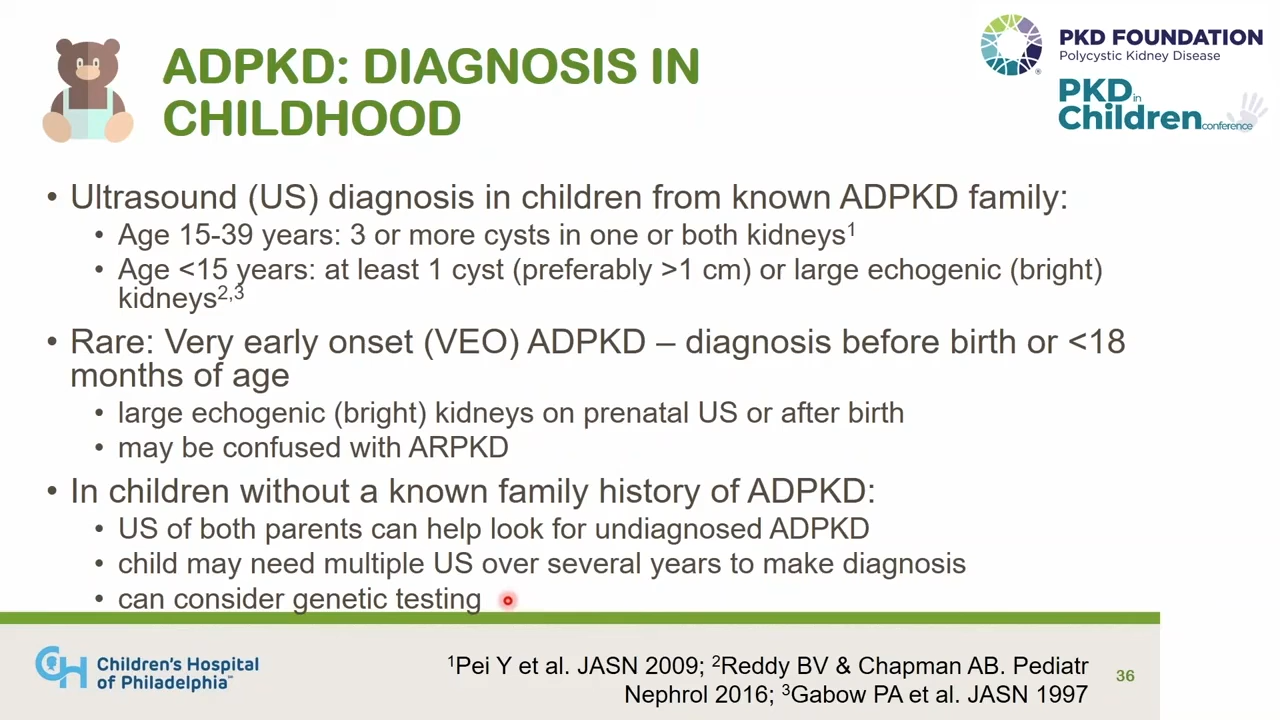 ADPKD: DIAGNOSIS IN
CHILDHOOD
PKD FOUNDATION
Polycystic Kidney Disease
PKD in
Children conference
• Ultrasound (US) diagnosis in children from known ADPKD family:
• Age 15-39 years: 3 or more cysts in one or both kidneys¹
• Age <15 years: at least 1 cyst (preferably >1 cm) or large echogenic (bright)
kidneys²,³
• Rare: Very early onset (VEO) ADPKD – diagnosis before birth or <18
months of age
• large echogenic (bright) kidneys on prenatal US or after birth
• may be confused with ARPKD
• In children without a known family history of ADPKD:
• US of both parents can help look for undiagnosed ADPKD
• child may need multiple US over several years to make diagnosis
• can consider genetic testing
CH Children's Hospital
of Philadelphia™
¹Pei Y et al. JASN 2009; ²Reddy BV & Chapman AB. Pediatr
Nephrol 2016; ³Gabow PA et al. JASN 1997
36